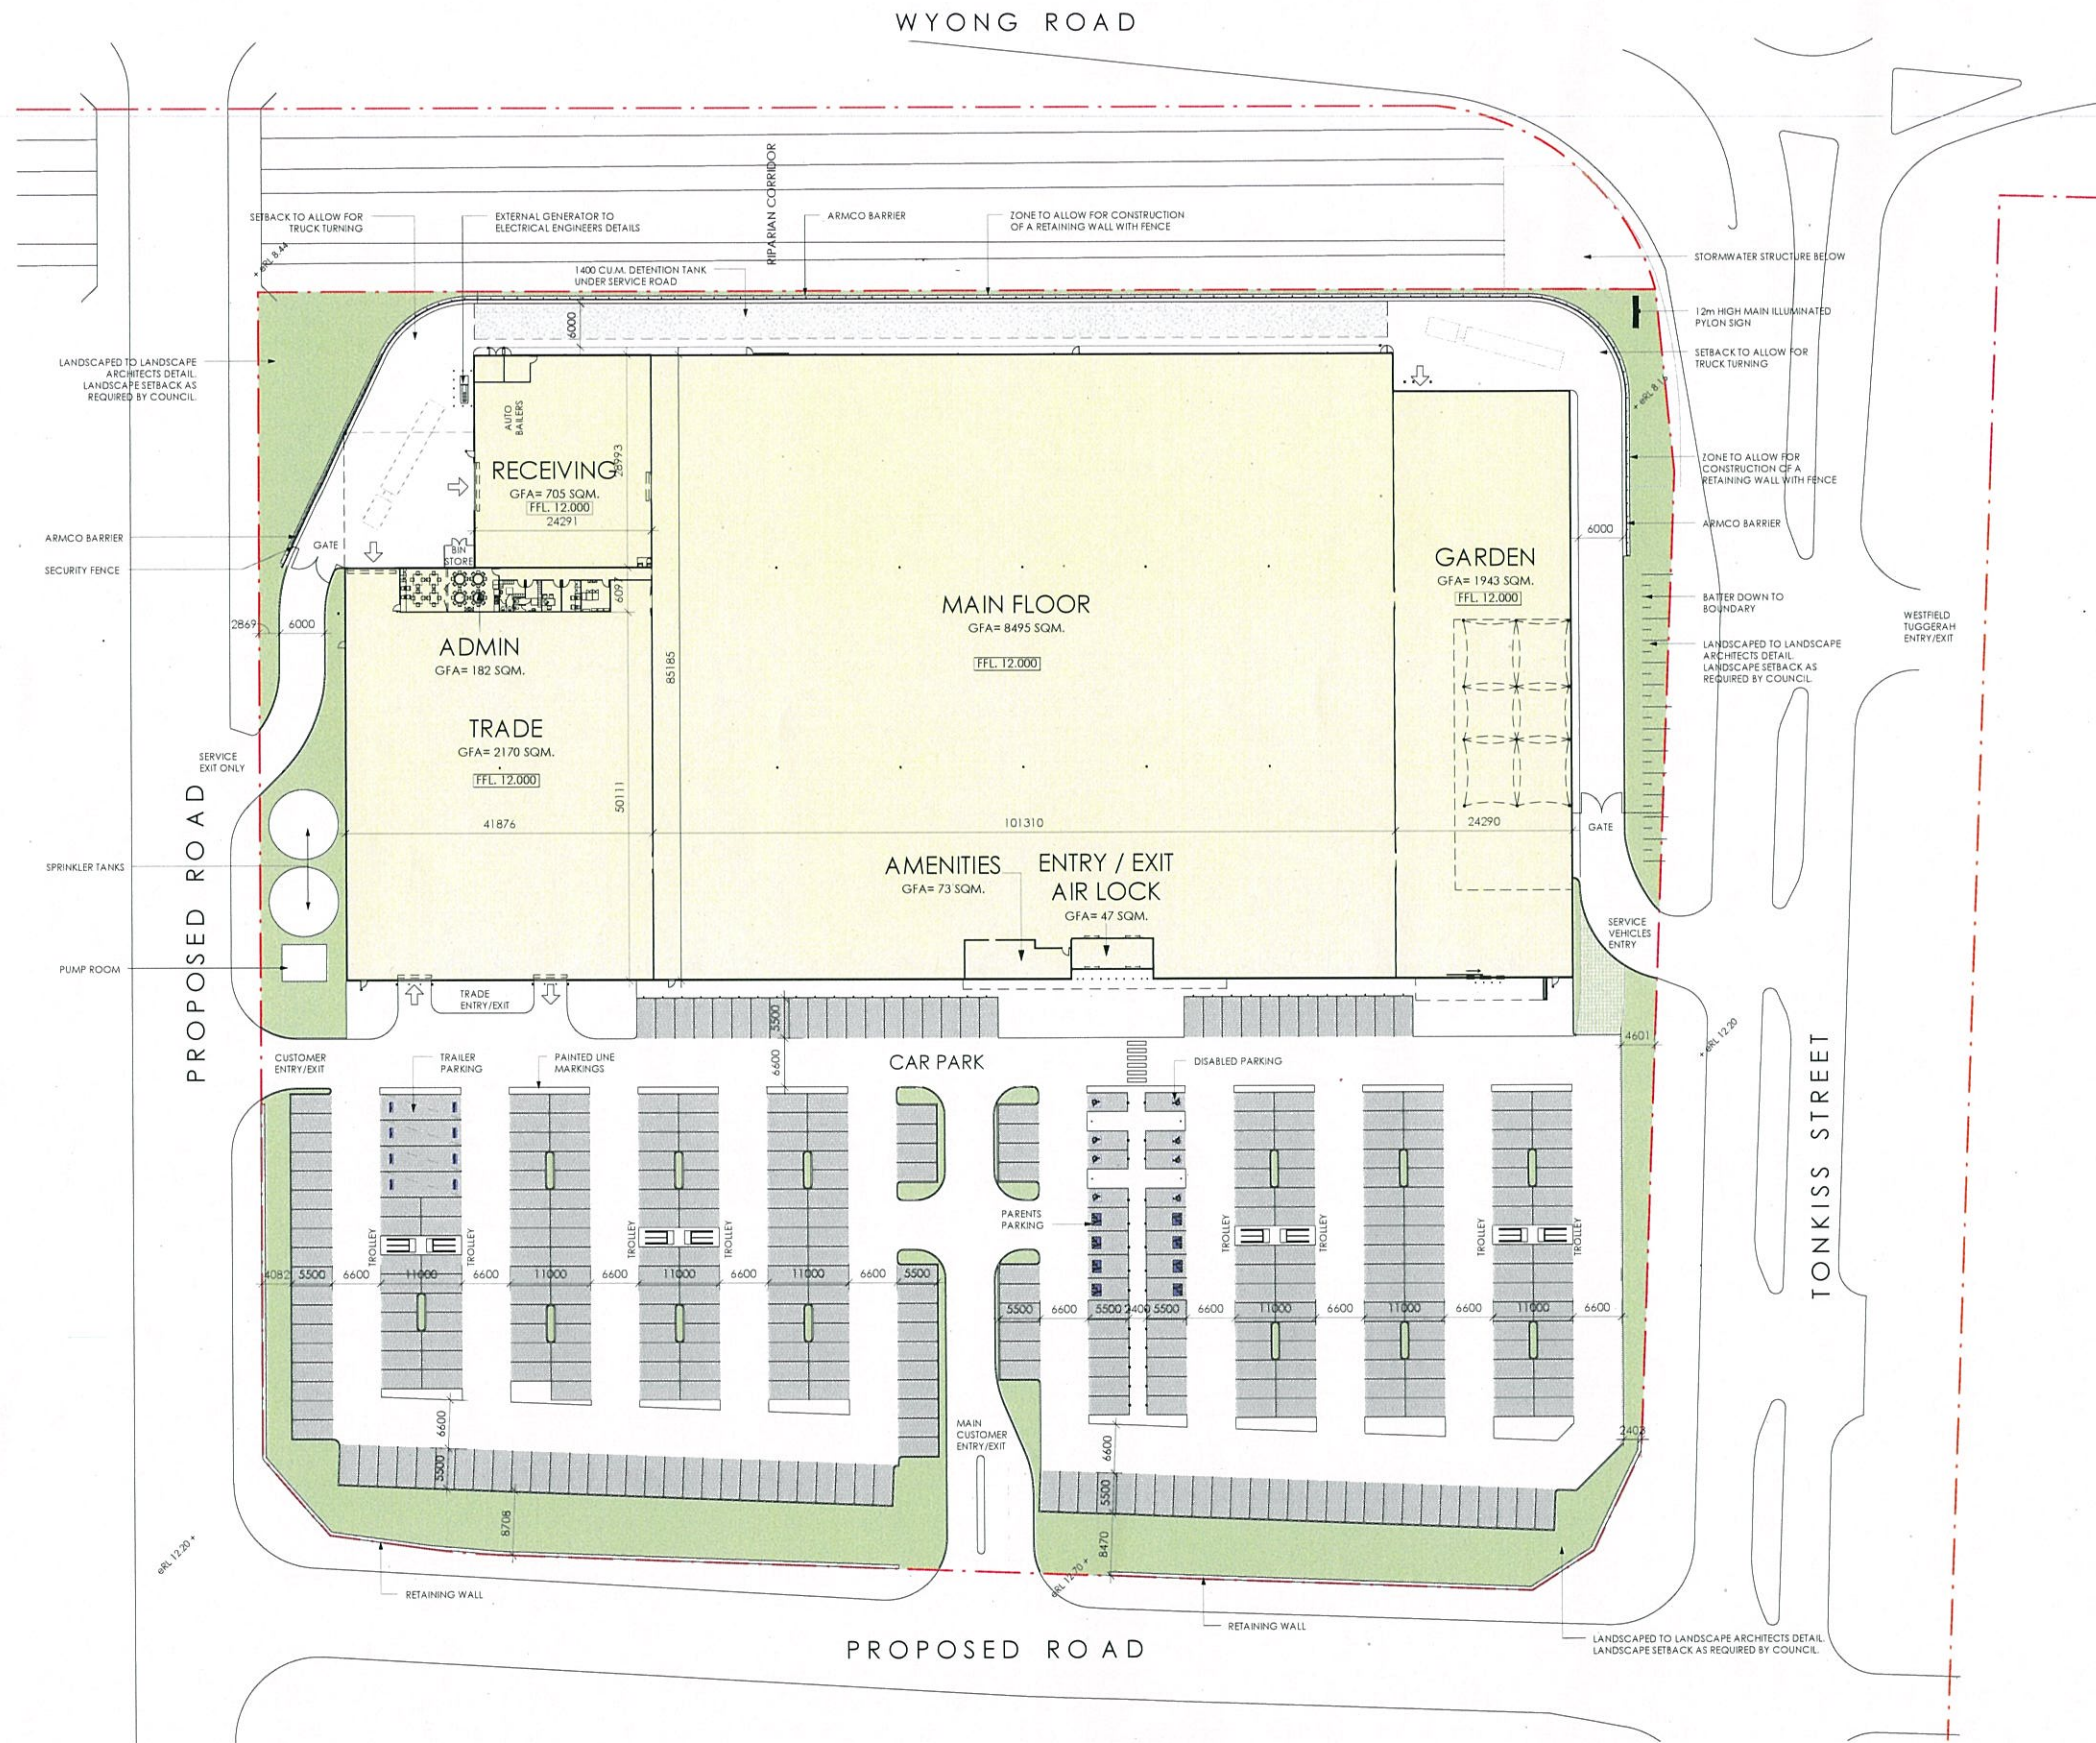 WYONG ROAD
RIPARIAN CORRIDOR
SETBACK TO ALLOW FOR
TRUCK TURNING
EXTERNAL GENERATOR TO
ELECTRICAL ENGINEERS DETAILS
ARMCO BARRIER
ZONE TO ALLOW FOR CONSTRUCTION
OF A RETAINING WALL WITH FENCE
+ eRL 8.44
1400 CU.M. DETENTION TANK
UNDER SERVICE ROAD
STORMWATER STRUCTURE BELOW
12m HIGH MAIN ILLUMINATED
PYLON SIGN
SETBACK TO ALLOW FOR
TRUCK TURNING
6000
LANDSCAPED TO LANDSCAPE
ARCHITECTS DETAIL.
LANDSCAPE SETBACK AS
REQUIRED BY COUNCIL.
AUTO
BAILERS
RECEIVING
GFA= 705 SQM.
FFL. 12.000
24291
28993
ZONE TO ALLOW FOR
CONSTRUCTION OF A
RETAINING WALL WITH FENCE
ARMCO BARRIER
6000
ARMCO BARRIER
GATE
SECURITY FENCE
BIN
STORE
6097
GARDEN
GFA= 1943 SQM.
FFL. 12.000
MAIN FLOOR
GFA= 8495 SQM.
FFL. 12.000
BATTER DOWN TO
BOUNDARY
WESTFIELD
TUGGERAH
ENTRY/EXIT
2869
6000
ADMIN
GFA= 182 SQM.
85185
LANDSCAPED TO LANDSCAPE
ARCHITECTS DETAIL.
LANDSCAPE SETBACK AS
REQUIRED BY COUNCIL.
TRADE
GFA= 2170 SQM.
FFL. 12.000
SERVICE
EXIT ONLY
50111
41876
101310
24290
GATE
PROPOSED ROAD
SPRINKLER TANKS
AMENITIES
GFA= 73 SQM.
ENTRY / EXIT
AIR LOCK
GFA= 47 SQM.
SERVICE
VEHICLES
ENTRY
PUMP ROOM
TRADE
ENTRY/EXIT
5500
6600
4601
+ eRL 12.20
CUSTOMER
ENTRY/EXIT
TRAILER
PARKING
PAINTED LINE
MARKINGS
CAR PARK
DISABLED PARKING
TONKISS STREET
PARENTS
PARKING
TROLLEY
TROLLEY
TROLLEY
TROLLEY
TROLLEY
TROLLEY
TROLLEY
TROLLEY
4082
5500
6600
11000
6600
11000
6600
11000
6600
11000
6600
5500
5500
6600
5500
2400
5500
6600
11000
6600
11000
6600
11000
6600
6600
5500
8708
MAIN
CUSTOMER
ENTRY/EXIT
6600
5500
8470
2403
eRL 12.20 +
RETAINING WALL
RETAINING WALL
LANDSCAPED TO LANDSCAPE ARCHITECTS DETAIL.
LANDSCAPE SETBACK AS REQUIRED BY COUNCIL.
PROPOSED ROAD